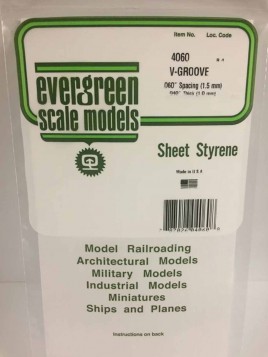 Item No. Loc. Code
4060
V-GROOVE
.060" Spacing (1.5 mm)
.040" Thick (1.0 mm)
evergreen
scale models
Sheet Styrene
Made in U S A
Model Railroading
Architectural Models
Military Models
Industrial Models
Miniatures
Ships and Planes
Instructions on back